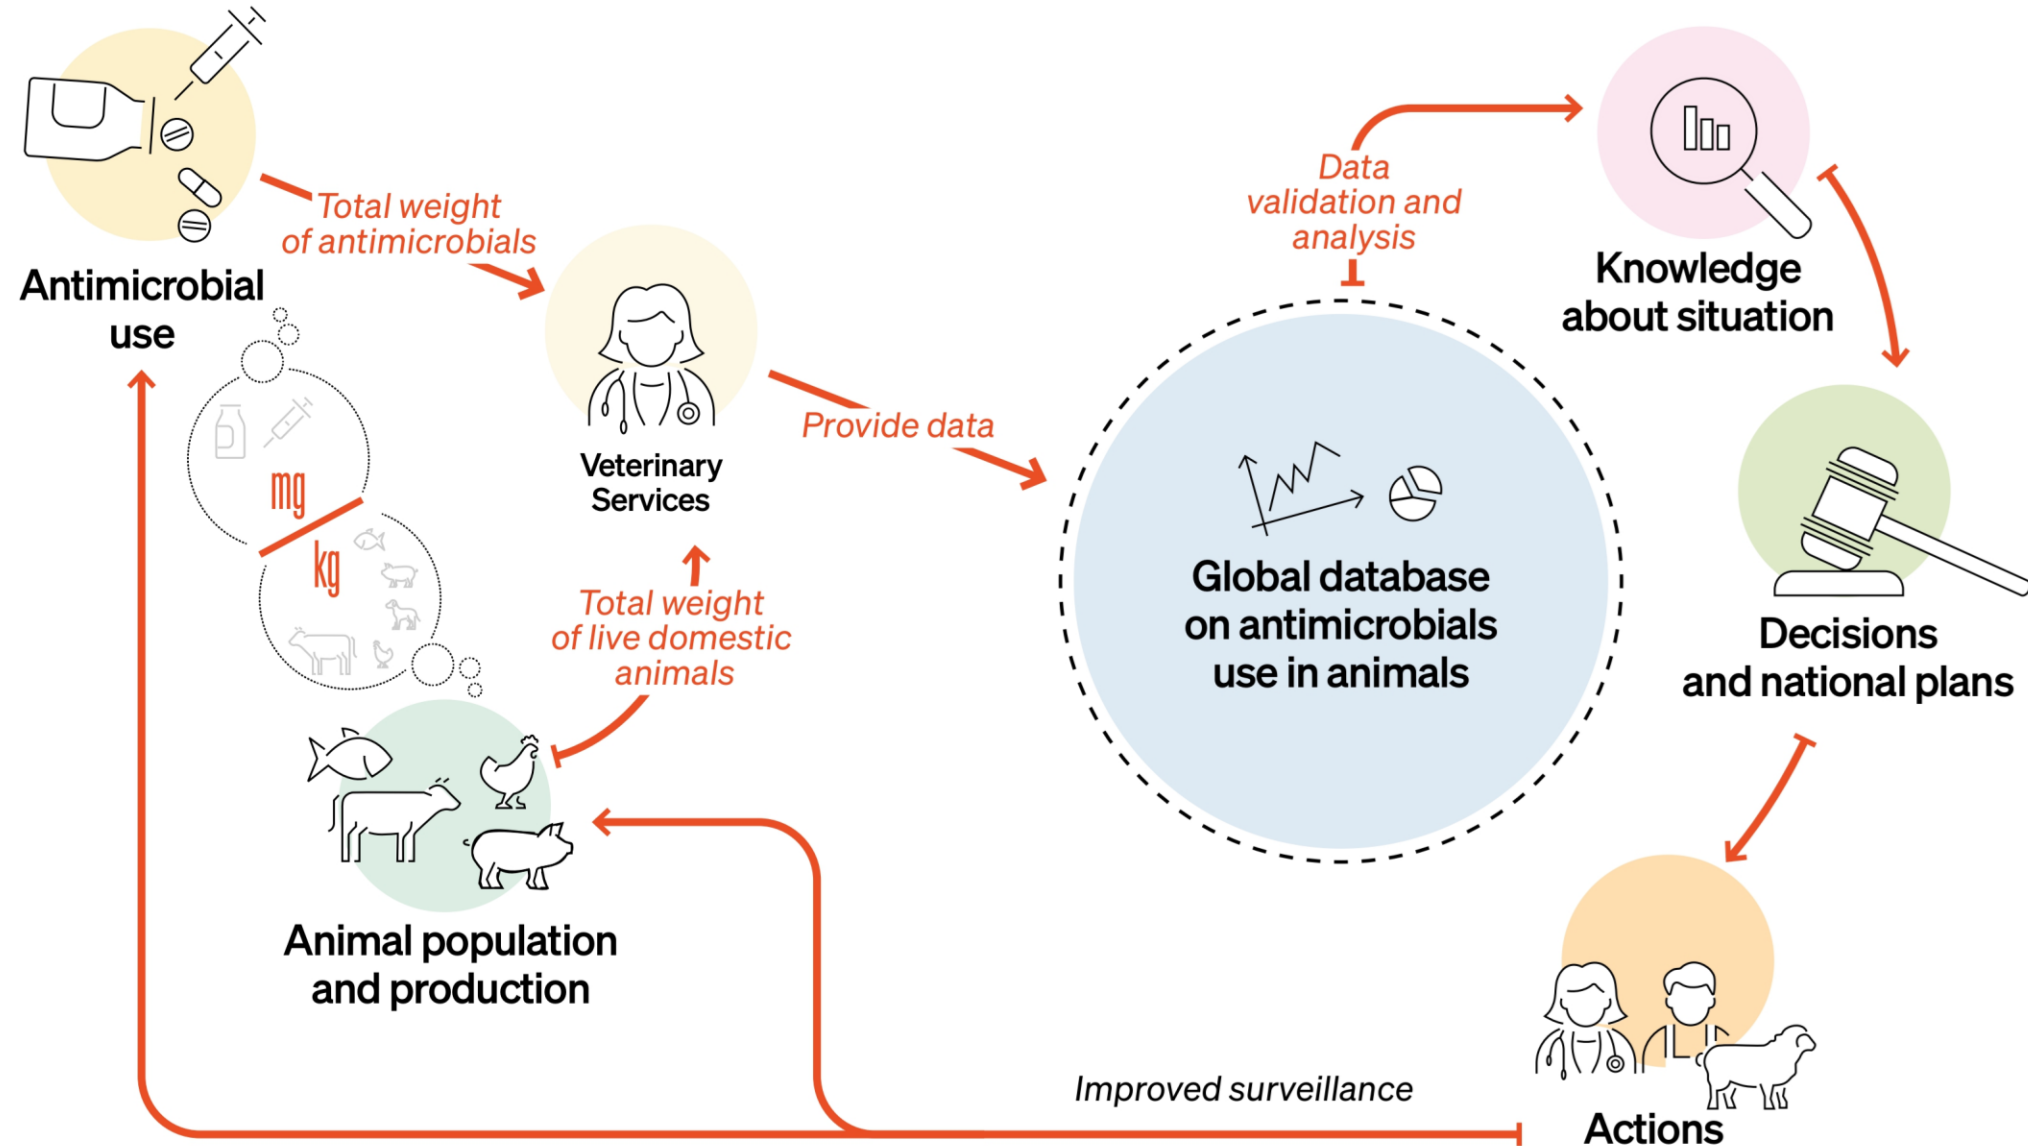 Antimicrobial
use
Total weight
of antimicrobials
mg
kg
Veterinary
Services
Total weight
of live domestic
animals
Animal population
and production
Provide data
Global database
on antimicrobials
use in animals
Data
validation and
analysis
Knowledge
about situation
Decisions
and national plans
Actions
Improved surveillance